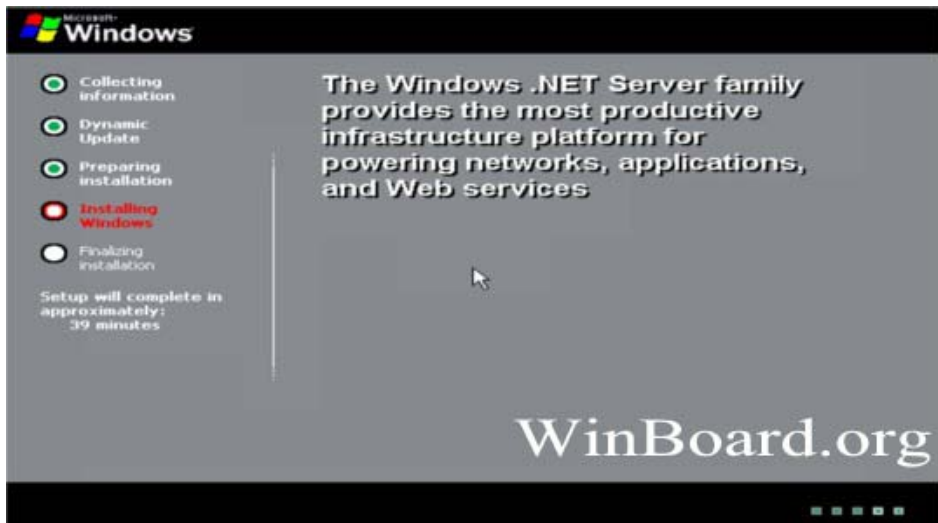 Microsoft
Windows
Collecting
information
Dynamic
Update
Preparing
installation
Installing
Windows
Finalizing
installation
Setup will complete in
approximately:
39 minutes
The Windows .NET Server family
provides the most productive
infrastructure platform for
powering networks, applications,
and Web services
WinBoard.org